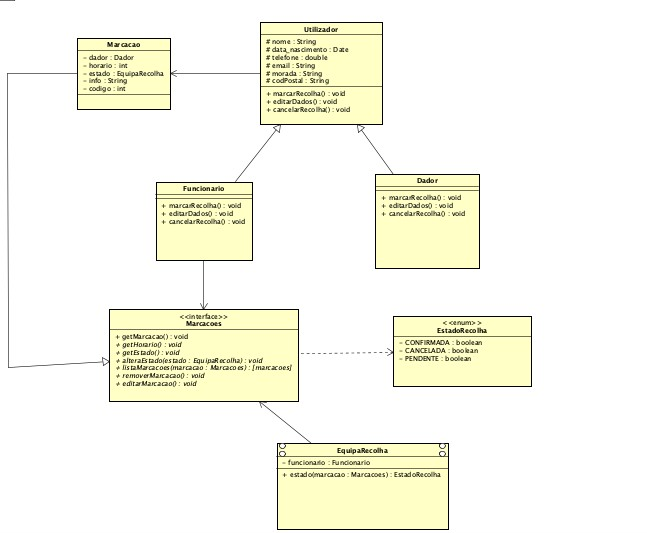 Utilizador
# nome : String
# data_nascimento : Date
# telefone : double
# email : String
# morada : String
# codPostal : String
+ marcarRecolha() : void
+ editarDados() : void
+ cancelarRecolha() : void
Marcacao
- dador : Dador
- horario : int
- estado : EquipaRecolha
- info : String
- codigo : int
Funcionario
+ marcarRecolha() : void
+ editarDados() : void
+ cancelarRecolha() : void
Dador
+ marcarRecolha() : void
+ editarDados() : void
+ cancelarRecolha() : void
<<interface>>
Marcacoes
+ getMarcacao() : void
+ getHorario() : void
+ getEstado() : void
+ alteraEstado(estado : EquipaRecolha) : void
+ listaMarcacoes(marcacao : Marcacoes) : [marcacoes]
+ removerMarcacao() : void
+ editarMarcacao() : void
<<enum>>
EstadoRecolha
- CONFIRMADA : boolean
- CANCELADA : boolean
- PENDENTE : boolean
EquipaRecolha
- funcionario : Funcionario
+ estado(marcacao : Marcacoes) : EstadoRecolha